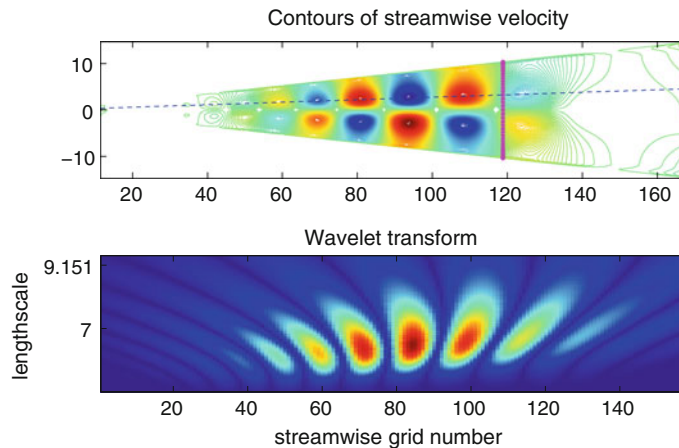 Contours of streamwise velocity
10
0
−10
20 40 60 80 100 120 140 160
Wavelet transform
9.151
7
lengthscale
20 40 60 80 100 120 140
streamwise grid number